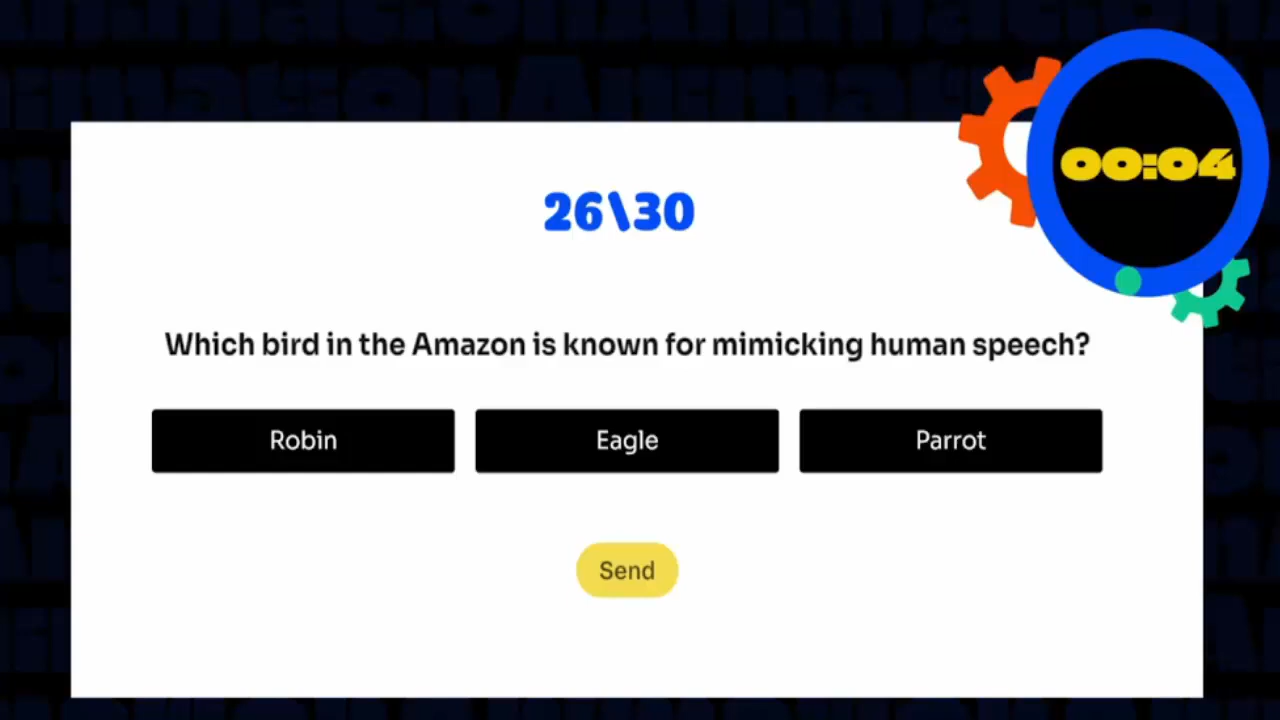 00:04
26\30
Which bird in the Amazon is known for mimicking human speech?
Robin
Eagle
Parrot
Send